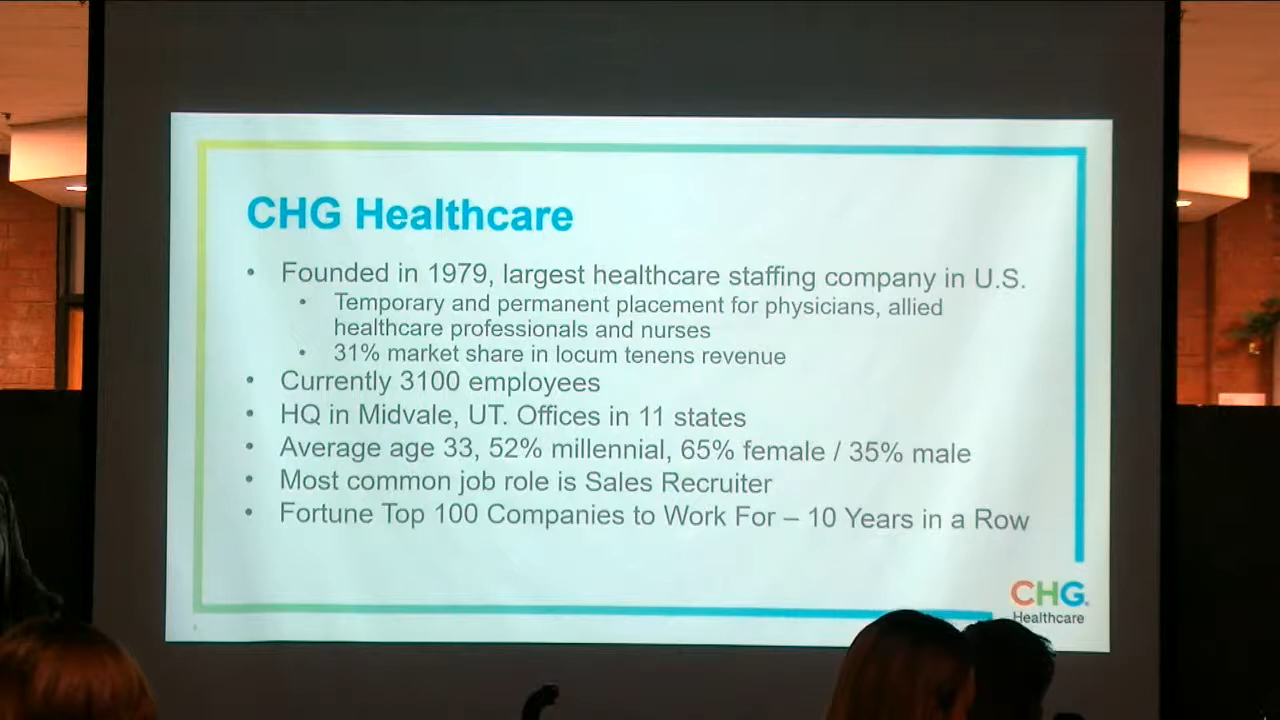 CHG Healthcare
• Founded in 1979, largest healthcare staffing company in U.S.
• Temporary and permanent placement for physicians, allied
healthcare professionals and nurses
• 31% market share in locum tenens revenue
• Currently 3100 employees
• HQ in Midvale, UT. Offices in 11 states
• Average age 33, 52% millennial, 65% female / 35% male
• Most common job role is Sales Recruiter
• Fortune Top 100 Companies to Work For – 10 Years in a Row
CHG®
Healthcare